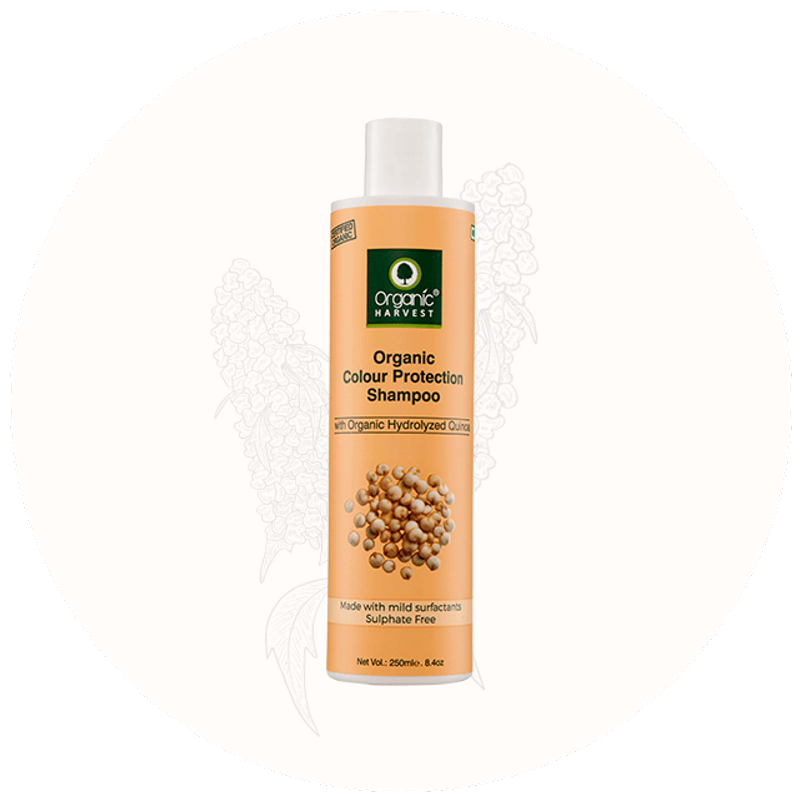 CERTIFIED
ORGANIC
Organic®
HARVEST
Organic
Colour Protection
Shampoo
with Organic Hydrolyzed Quinoa
Made with mild surfactants
Sulphate Free
Net Vol.: 250ml℮. 8.4oz